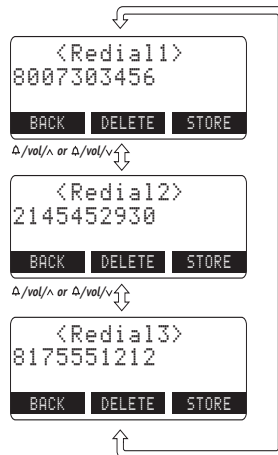 <Redial1>
8007303456
BACK DELETE STORE
/vol/^ or /vol/v
<Redial2>
2145452930
BACK DELETE STORE
/vol/^ or /vol/v
<Redial3>
8175551212
BACK DELETE STORE